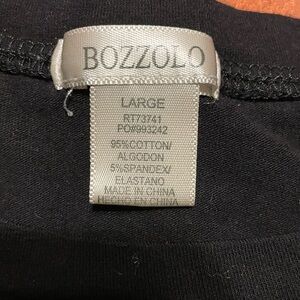 BOZZOLO
LARGE
RT73741
PO#993242
95%COTTON/
ALGODON
5%SPANDEX/
ELASTANO
MADE IN CHINA
HECHO EN CHINA